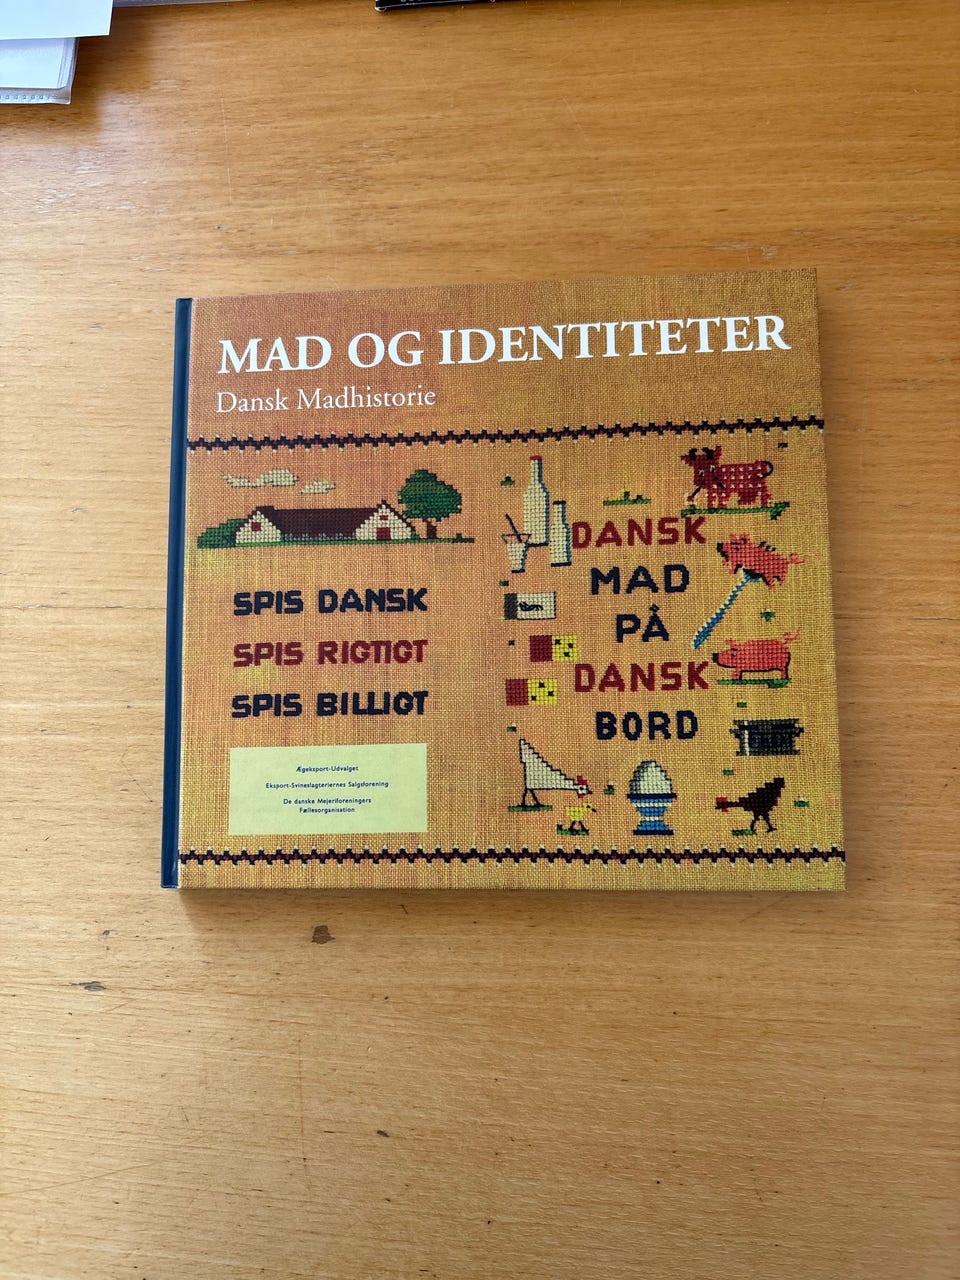 MAD OG IDENTITETER
Dansk Madhistorie
SPIS DANSK
SPIS RIGTIGT
SPIS BILLIGT
Ægeksport-Udvalget
Eksport-Svineslagteriernes Salgsforening
De danske Mejeriforeningers
Fællesorganisation
DANSK
MAD
PÅ
DANSK
BORD